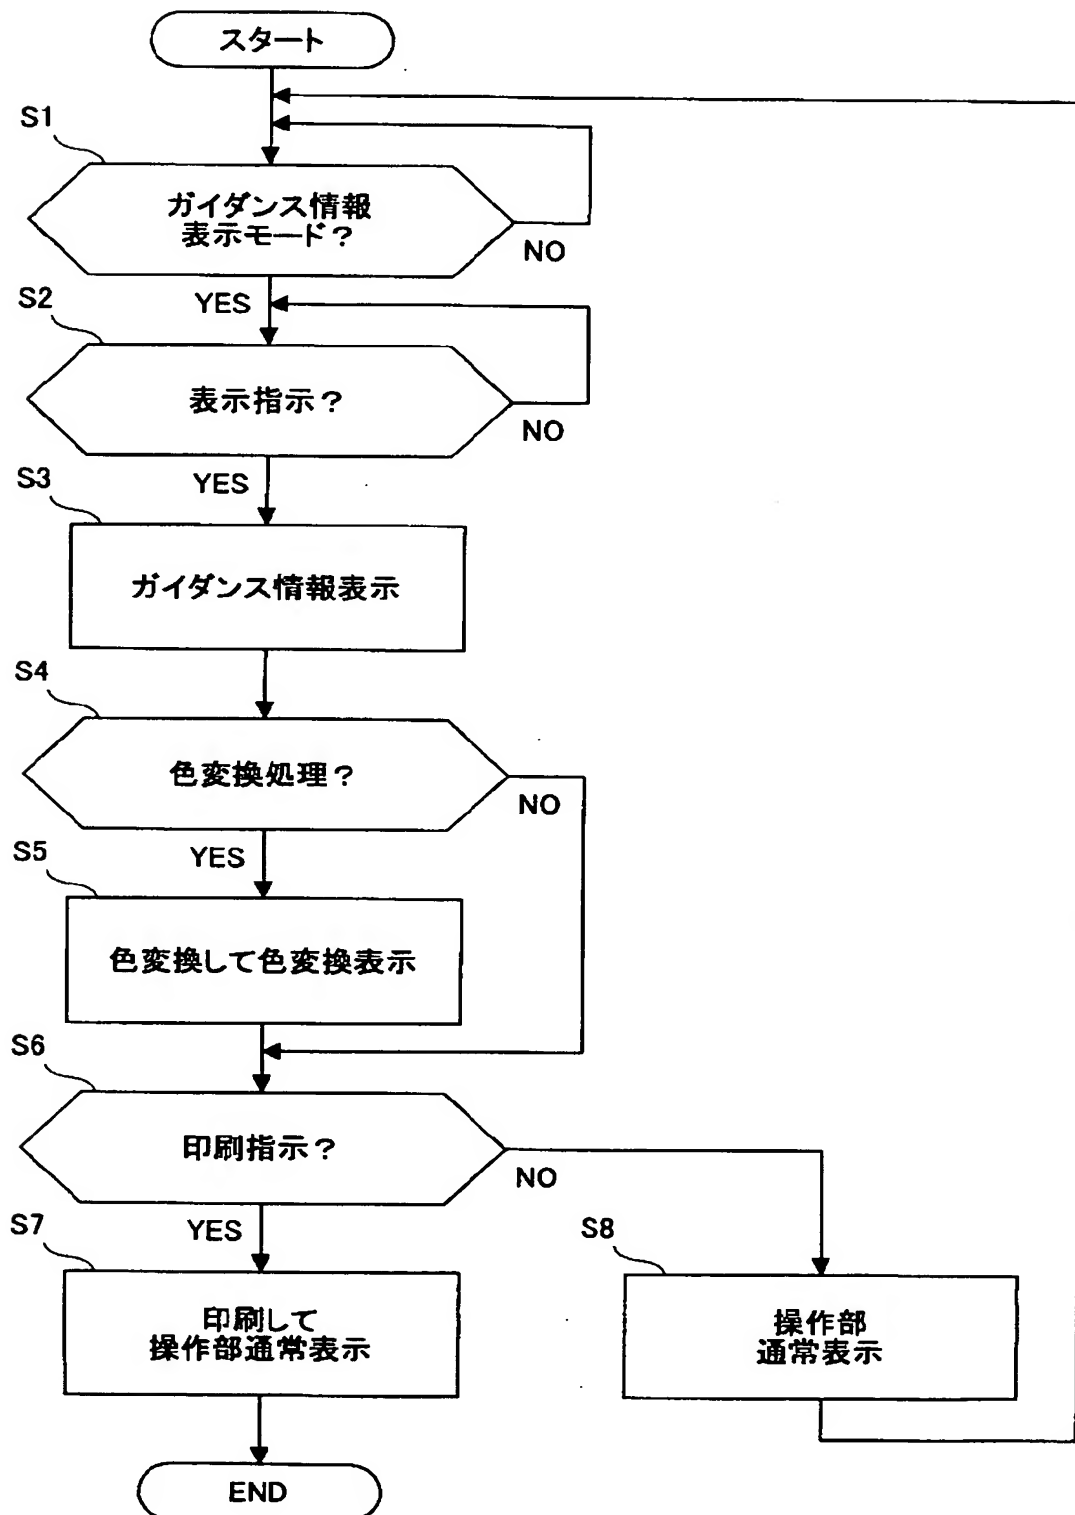 スタート
S1
ガイダンス情報
表示モード?
NO
YES
S2
表示指示?
NO
YES
S3
ガイダンス情報表示
S4
色変換処理?
NO
YES
S5
色変換して色変換表示
S6
印刷指示?
NO
YES
S7
印刷して
操作部通常表示
S8
操作部
通常表示
END